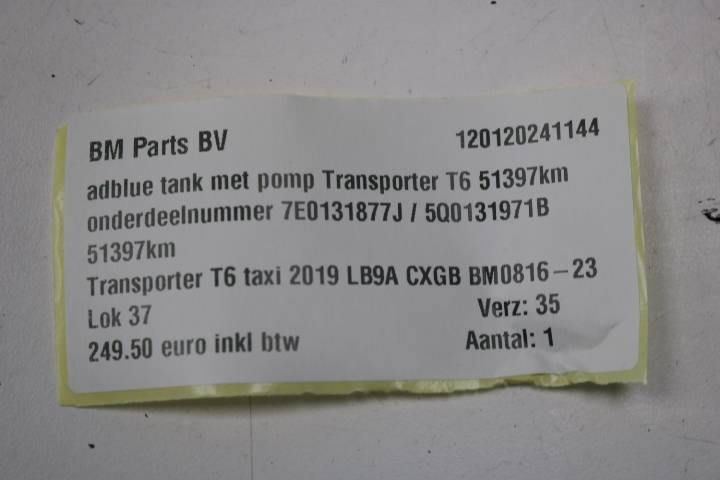 BM Parts BV 120120241144
adblue tank met pomp Transporter T6 51397km
onderdeelnummer 7E0131877J / 5Q0131971B
51397km
Transporter T6 taxi 2019 LB9A CXGB BM0816-23
Lok 37 Verz: 35
249.50 euro inkl btw Aantal: 1